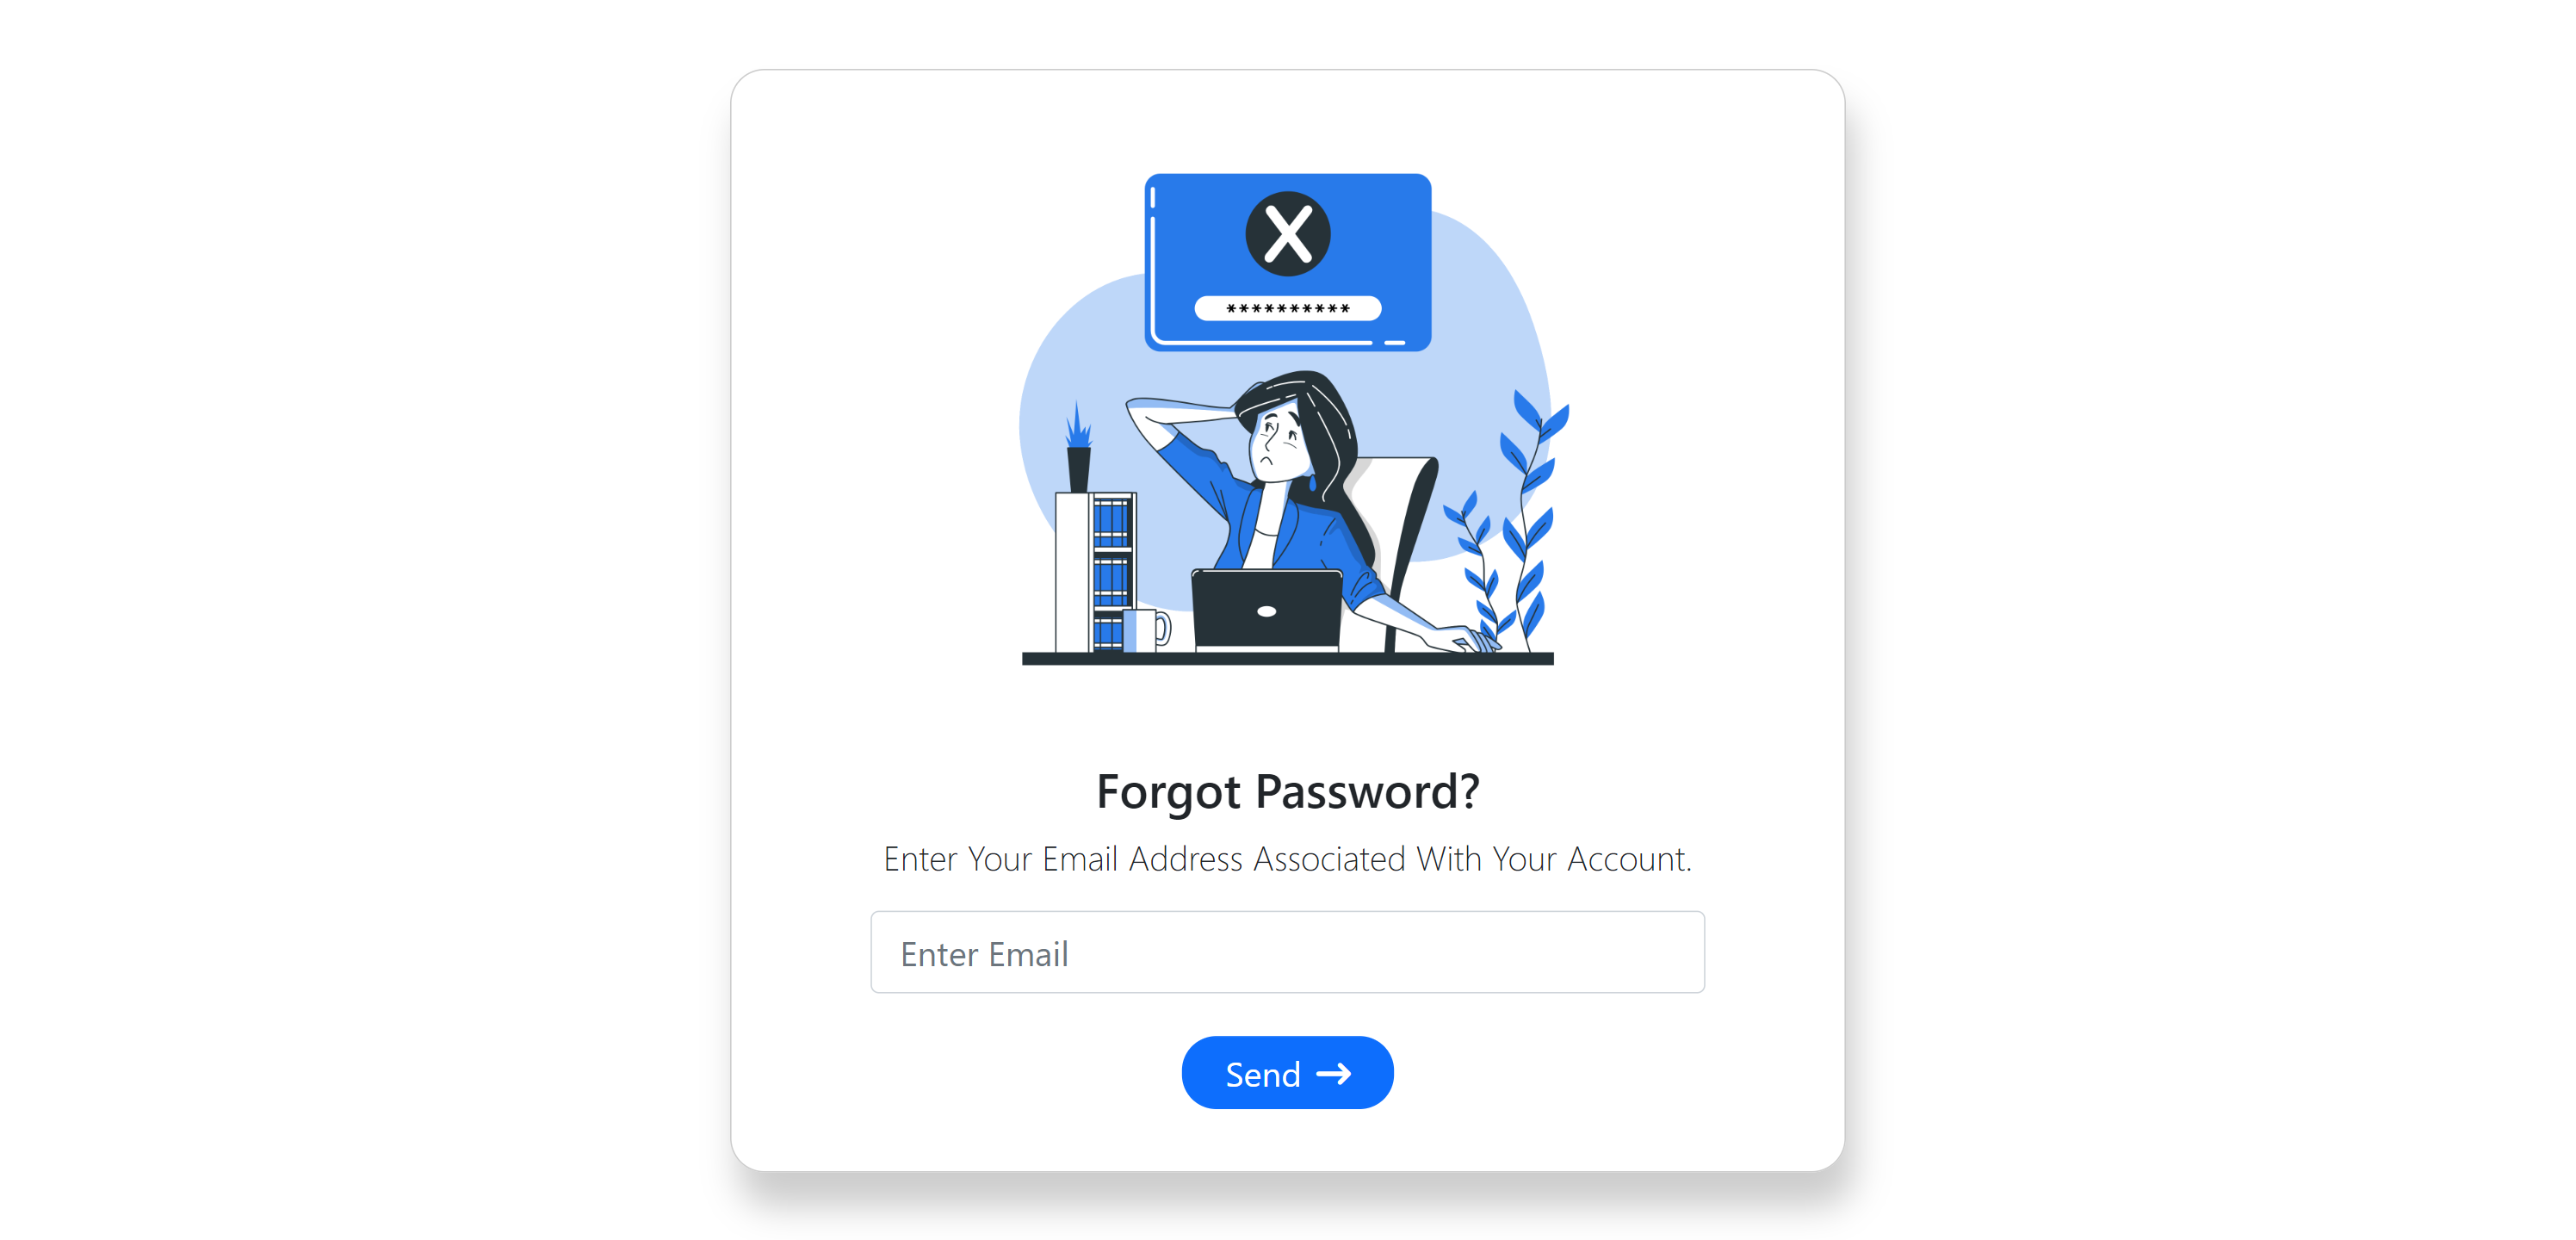 **********
Forgot Password?
Enter Your Email Address Associated With Your Account.
Enter Email
Send →